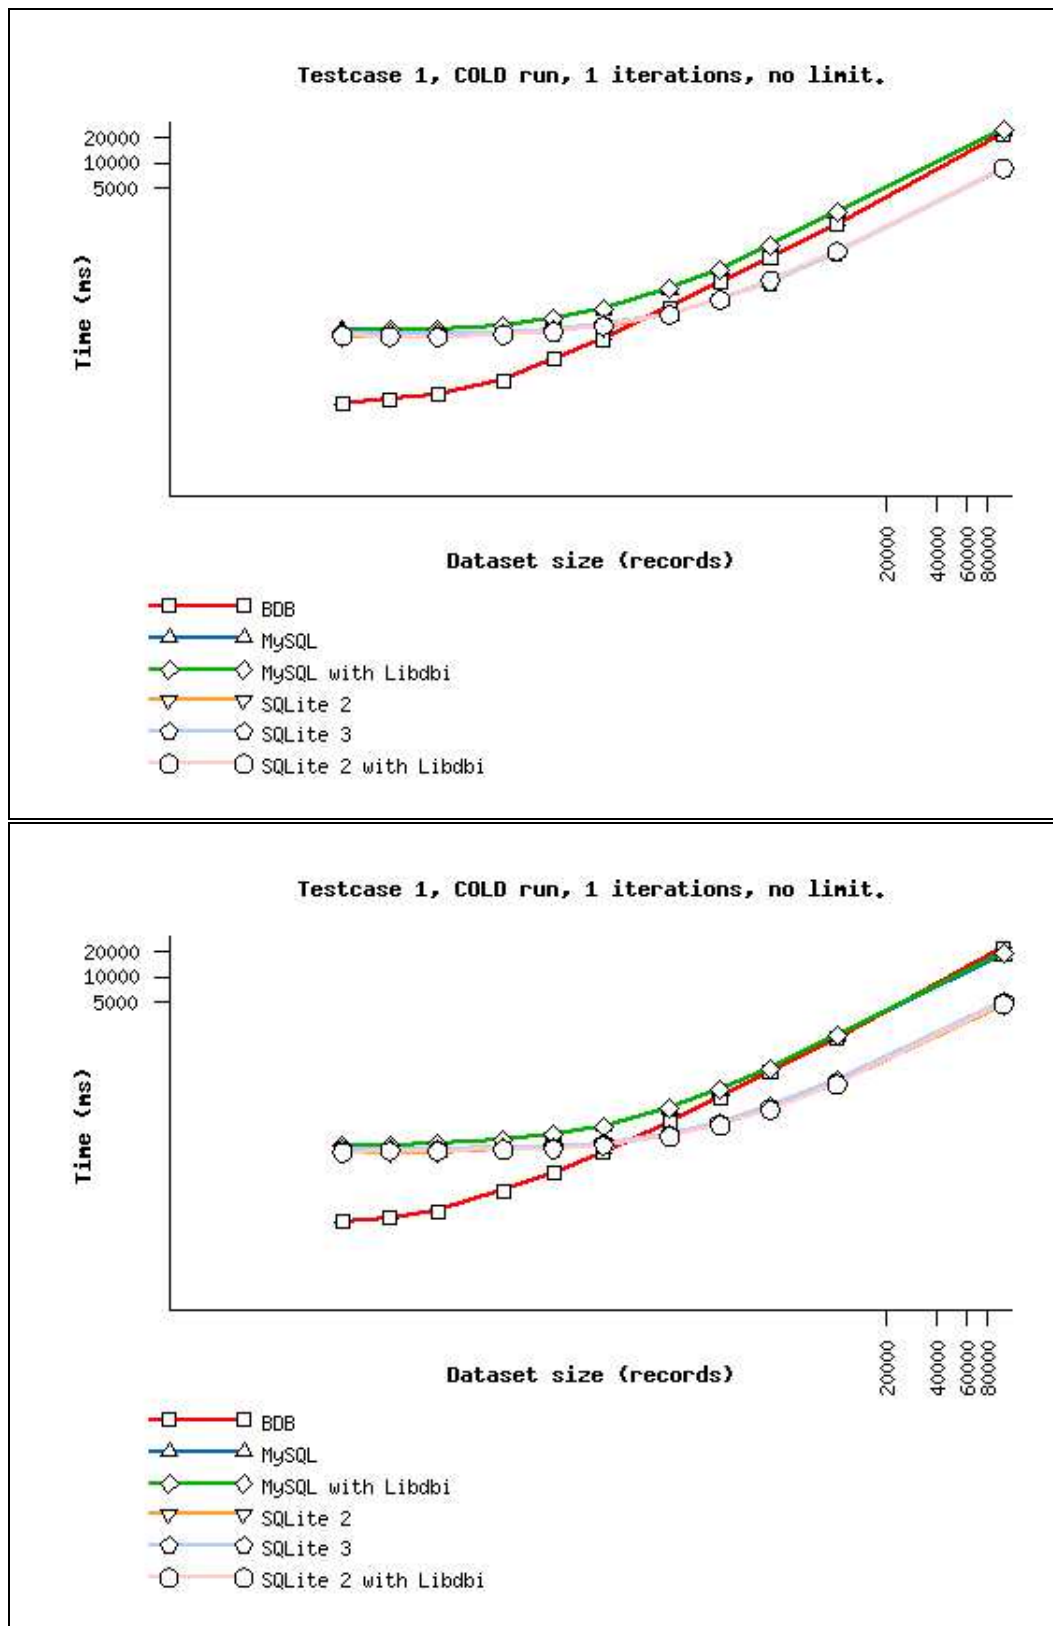 Testcase 1, COLD run, 1 iterations, no limit.
20000
10000
5000
Time (ms)
20000
40000
60000
80000
Dataset size (records)
BDB
MySQL
MySQL with Libdbi
SQLite 2
SQLite 3
SQLite 2 with Libdbi
Testcase 1, COLD run, 1 iterations, no limit.
20000
10000
5000
Time (ms)
20000
40000
60000
80000
Dataset size (records)
BDB
MySQL
MySQL with Libdbi
SQLite 2
SQLite 3
SQLite 2 with Libdbi